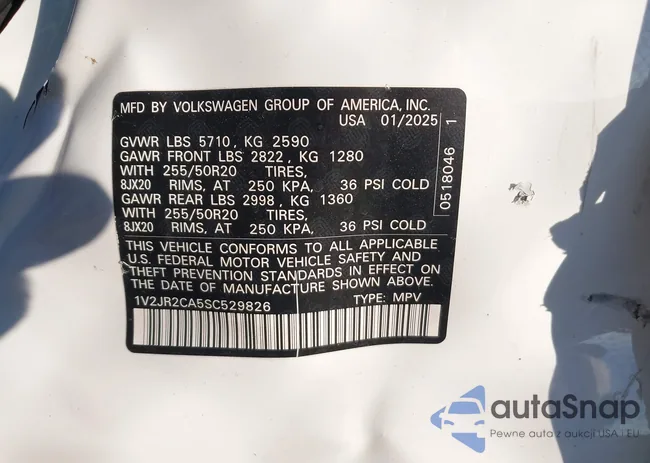 MFD BY VOLKSWAGEN GROUP OF AMERICA, INC.
USA 01/2025
GVWR LBS 5710, KG 2590
GAWR FRONT LBS 2822, KG 1280
WITH 255/50R20 TIRES,
8JX20 RIMS, AT 250 KPA, 36 PSI COLD
GAWR REAR LBS 2998, KG 1360
WITH 255/50R20 TIRES,
8JX20 RIMS, AT 250 KPA, 36 PSI COLD
0518046 1
THIS VEHICLE CONFORMS TO ALL APPLICABLE
U.S. FEDERAL MOTOR VEHICLE SAFETY AND
THEFT PREVENTION STANDARDS IN EFFECT ON
THE DATE OF MANUFACTURE SHOWN ABOVE.
1V2JR2CA5SC529826 TYPE: MPV
autoSnap
Pewne auta z aukcji USA i EU